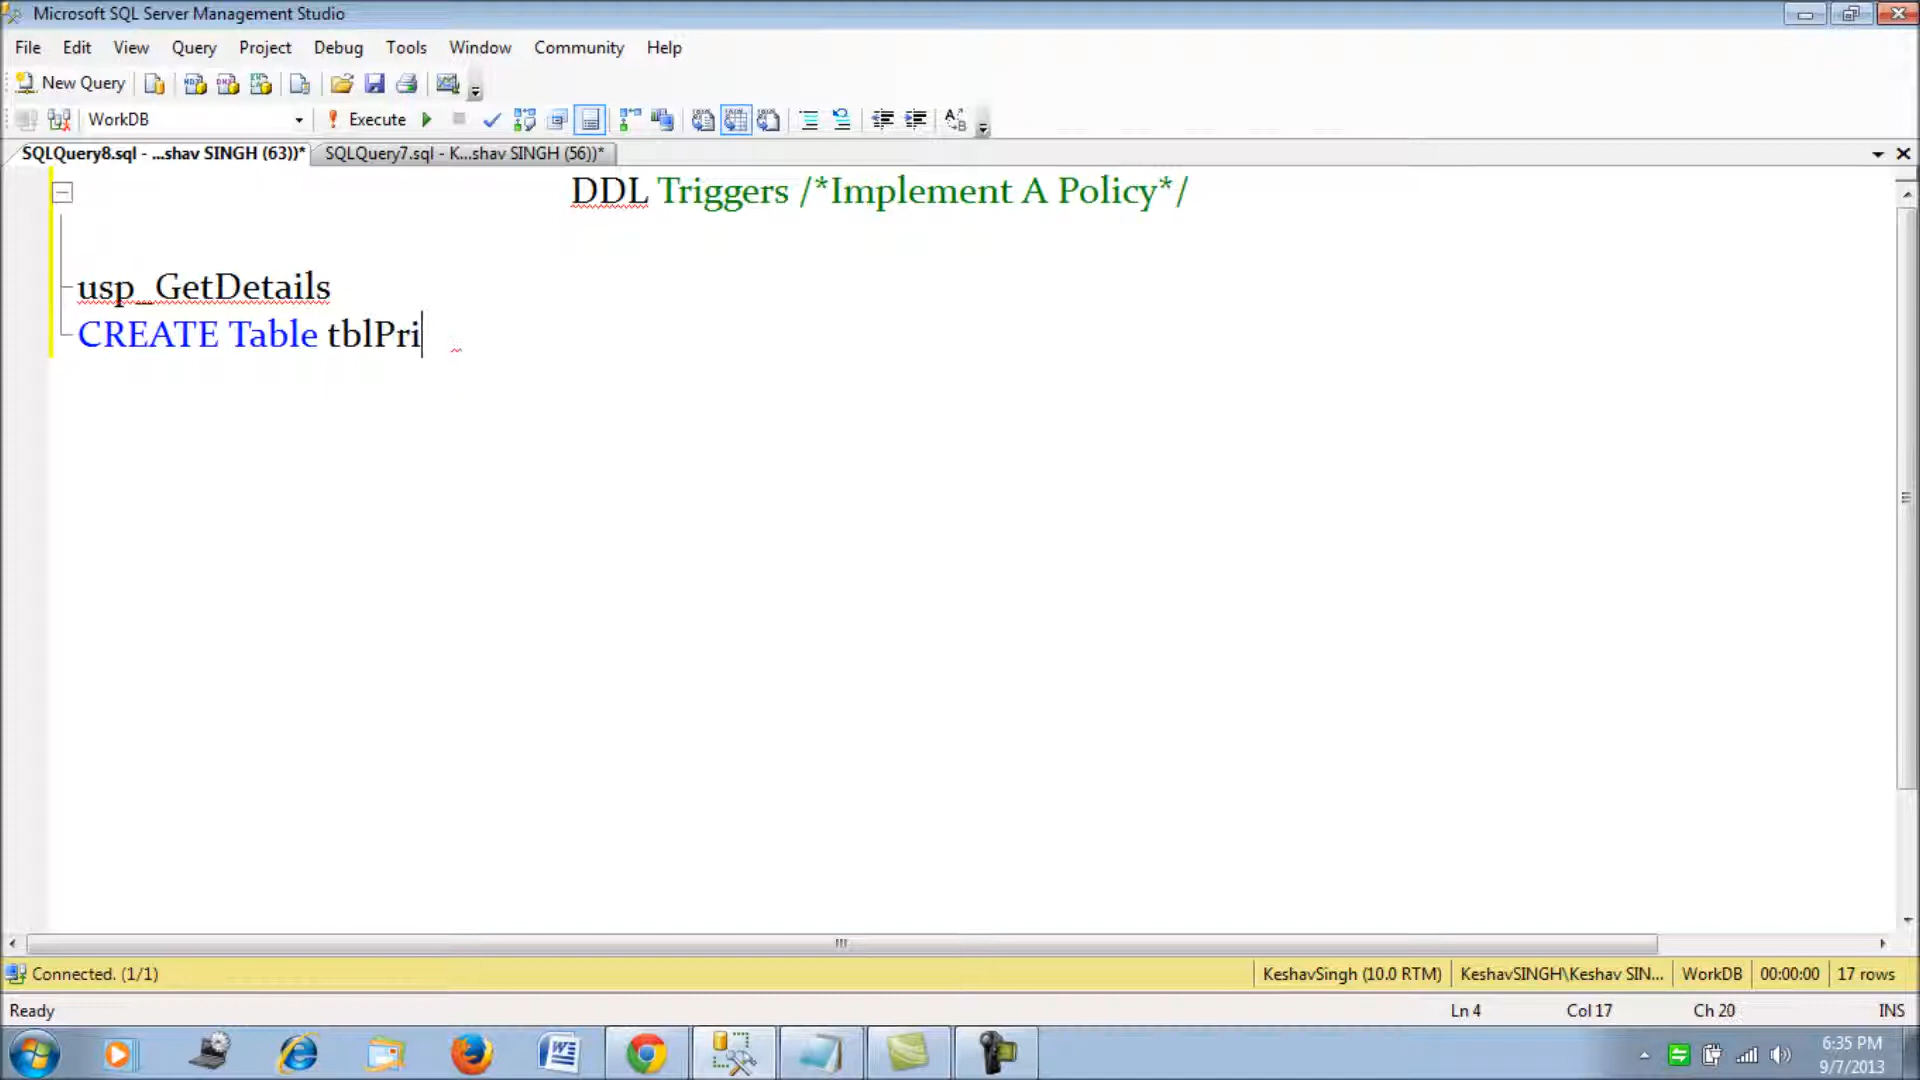 Microsoft SQL Server Management Studio
File Edit View Query Project Debug Tools Window Community Help
New Query
WorkDB Execute
SQLQuery8.sql - ...shav SINGH (63))* SQLQuery7.sql - K...shav SINGH (56))*
DDL Triggers /*Implement A Policy*/
usp_GetDetails
CREATE Table tblPri
Connected. (1/1) KeshavSingh (10.0 RTM) KeshavSINGH\Keshav SIN... WorkDB 00:00:00 17 rows
Ready Ln 4 Col 17 Ch 20 INS
6:35 PM
9/7/2013